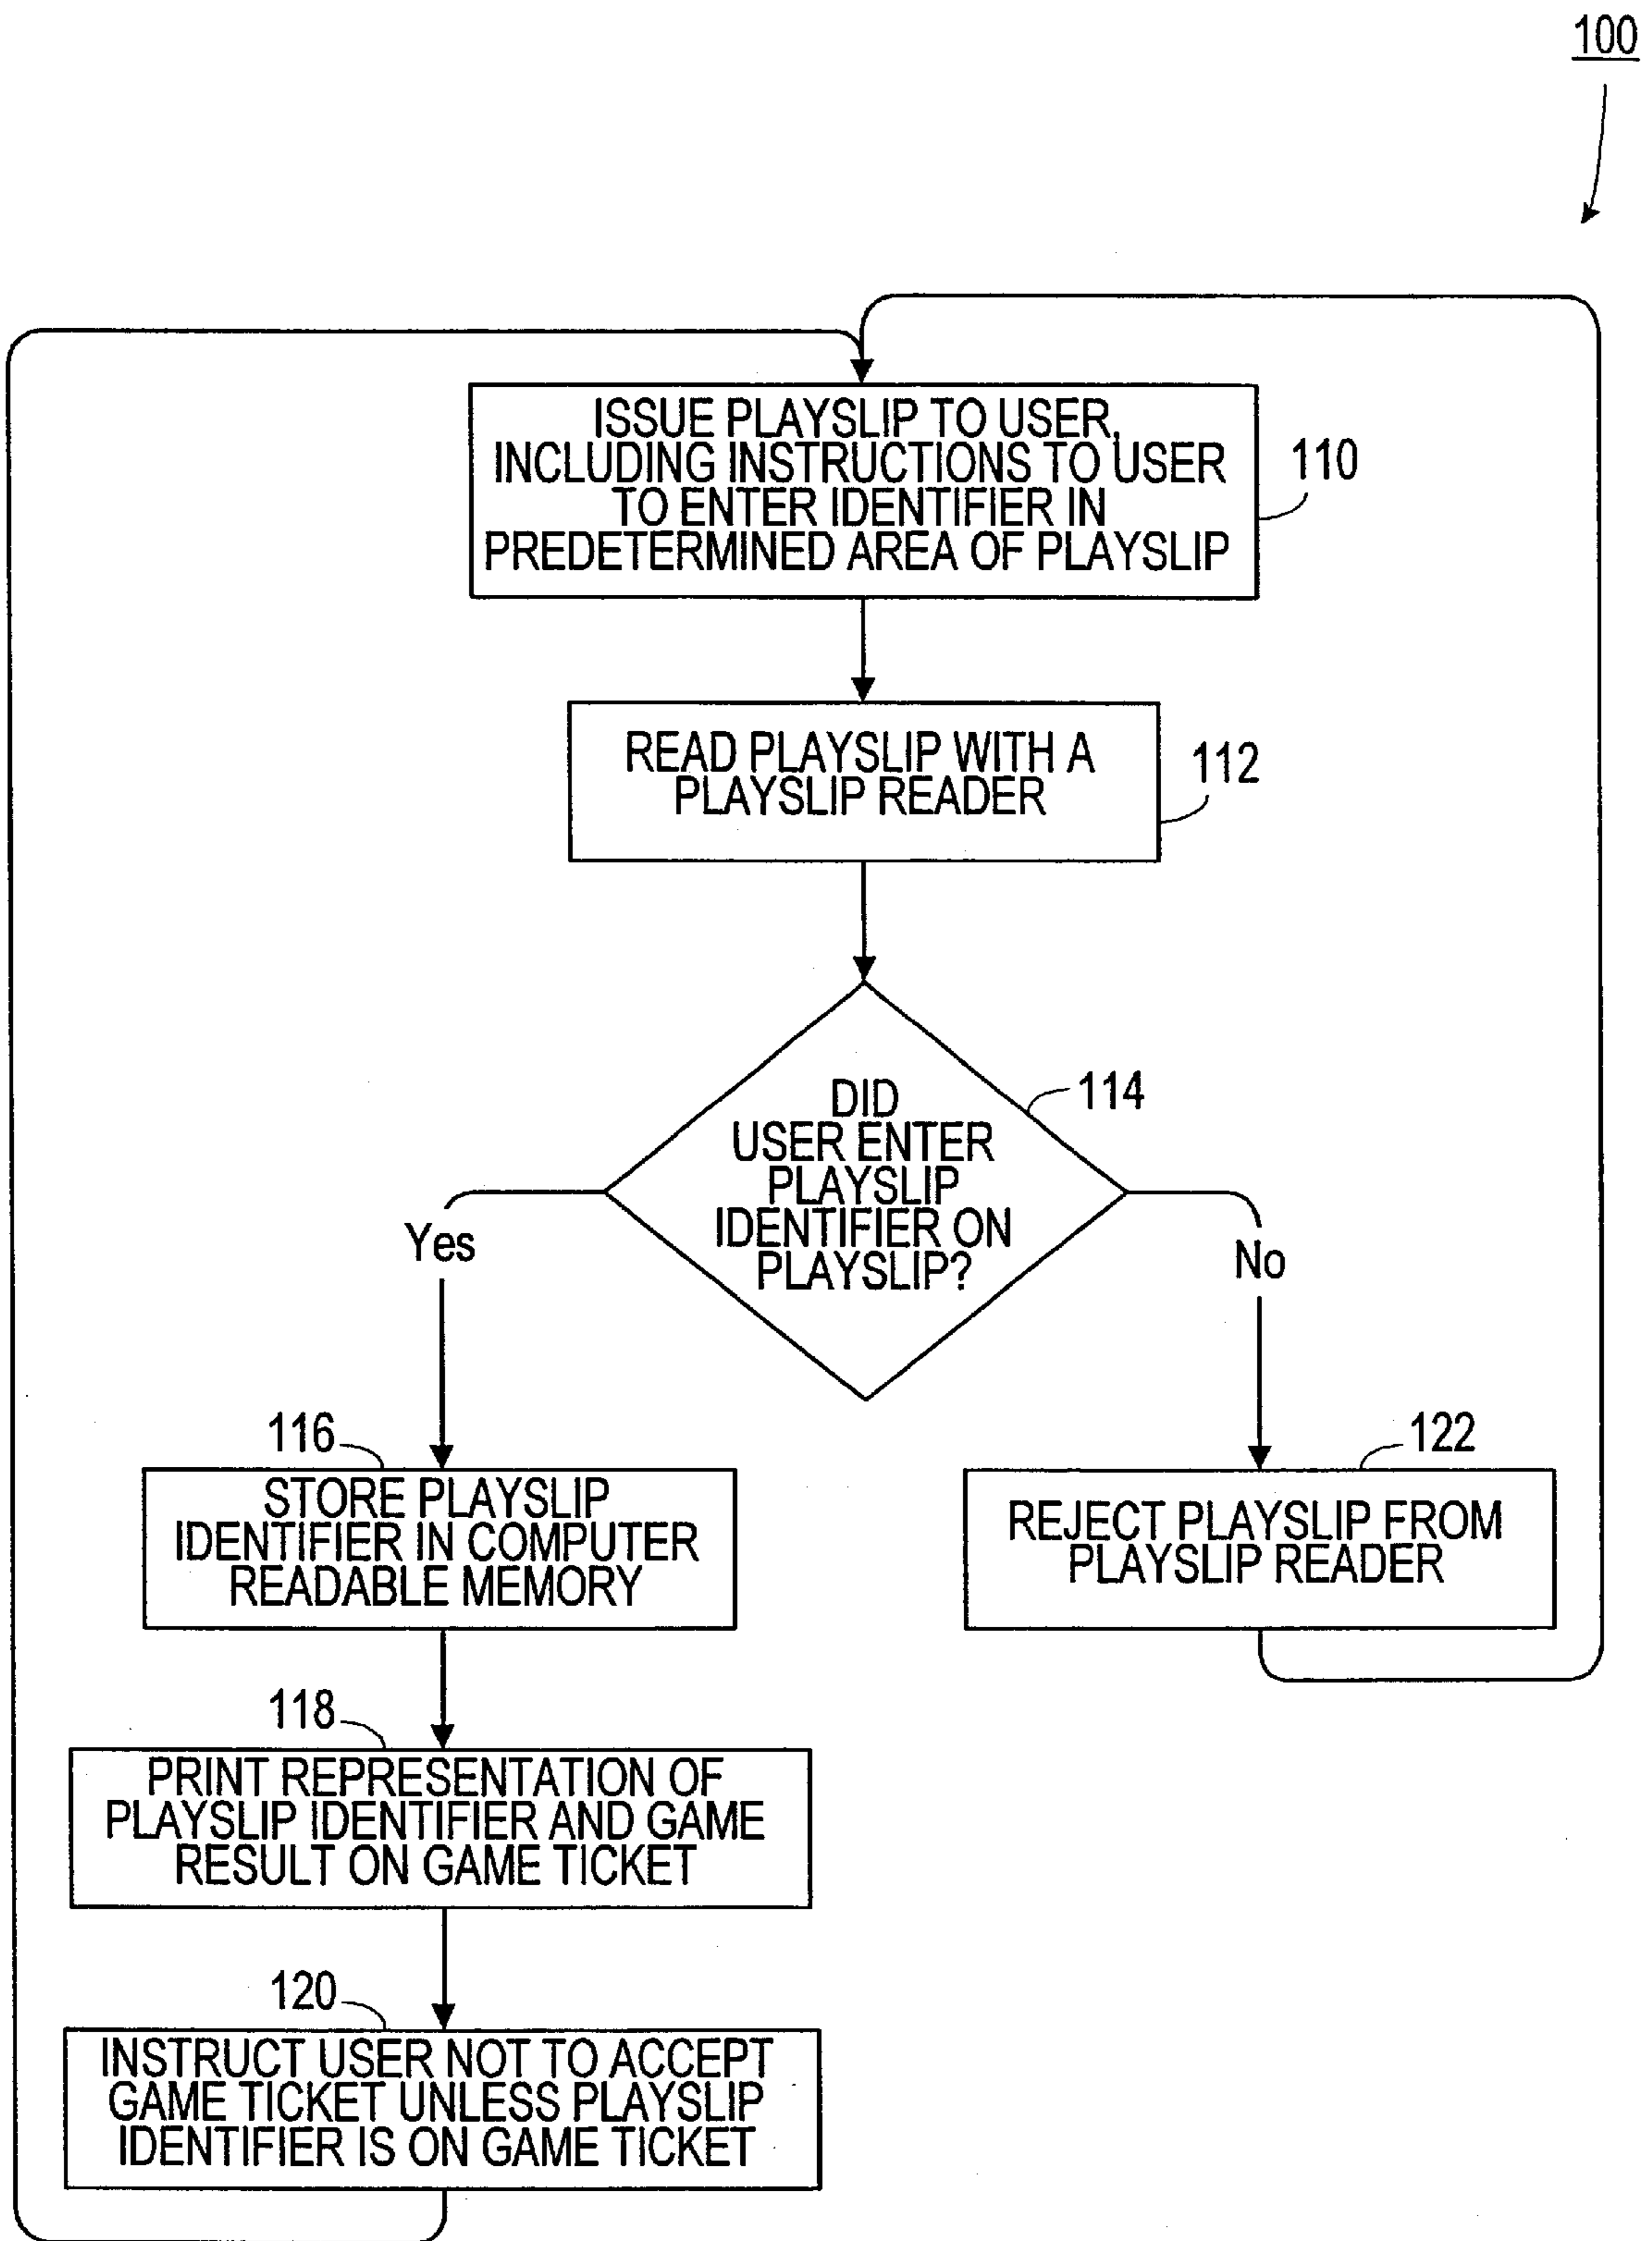 100
ISSUE PLAYSLIP TO USER,
INCLUDING INSTRUCTIONS TO USER
TO ENTER IDENTIFIER IN
PREDETERMINED AREA OF PLAYSLIP
110
READ PLAYSLIP WITH A
PLAYSLIP READER
112
DID
USER ENTER
PLAYSLIP
IDENTIFIER ON
PLAYSLIP?
114
Yes
No
116
STORE PLAYSLIP
IDENTIFIER IN COMPUTER
READABLE MEMORY
122
REJECT PLAYSLIP FROM
PLAYSLIP READER
118
PRINT REPRESENTATION OF
PLAYSLIP IDENTIFIER AND GAME
RESULT ON GAME TICKET
120
INSTRUCT USER NOT TO ACCEPT
GAME TICKET UNLESS PLAYSLIP
IDENTIFIER IS ON GAME TICKET